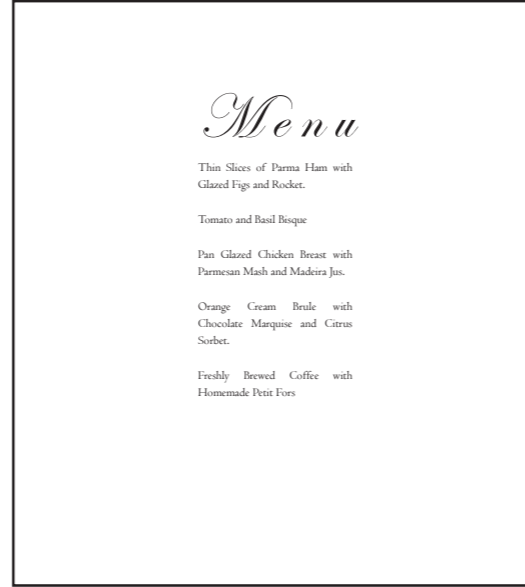 Menu
Thin Slices of Parma Ham with
Glazed Figs and Rocket.
Tomato and Basil Bisque
Pan Glazed Chicken Breast with
Parmesan Mash and Madeira Jus.
Orange Cream Brule with
Chocolate Marquise and Citrus
Sorbet.
Freshly Brewed Coffee with
Homemade Petit Fors